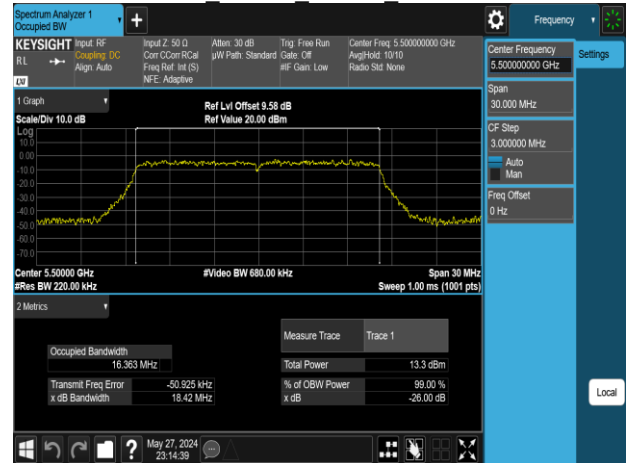 Spectrum Analyzer 1
Occupied BW
Frequency
KEYSIGHT
RL
LXI
Input: RF
Coupling: DC
Align: Auto
Input Z: 50 Ω
Corr CCorr RCal
Freq Ref: Int (S)
NFE: Adaptive
Atten: 30 dB
µW Path: Standard
Trig: Free Run
Gate: Off
#IF Gain: Low
Center Freq: 5.500000000 GHz
Avg|Hold: 10/10
Radio Std: None
Center Frequency
5.500000000 GHz
Settings
Span
30.000 MHz
CF Step
3.000000 MHz
Auto
Man
Freq Offset
0 Hz
Local
1 Graph
Scale/Div 10.0 dB
Ref Lvl Offset 9.58 dB
Ref Value 20.00 dBm
Log
10.0
0.00
-10.0
-20.0
-30.0
-40.0
-50.0
-60.0
-70.0
Center 5.50000 GHz
#Video BW 680.00 kHz
Span 30 MHz
#Res BW 220.00 kHz
Sweep 1.00 ms (1001 pts)
2 Metrics
Measure Trace
Trace 1
Occupied Bandwidth
16.363 MHz
Total Power
13.3 dBm
Transmit Freq Error
-50.925 kHz
% of OBW Power
99.00 %
x dB Bandwidth
18.42 MHz
x dB
-26.00 dB
?
May 27, 2024
23:14:39